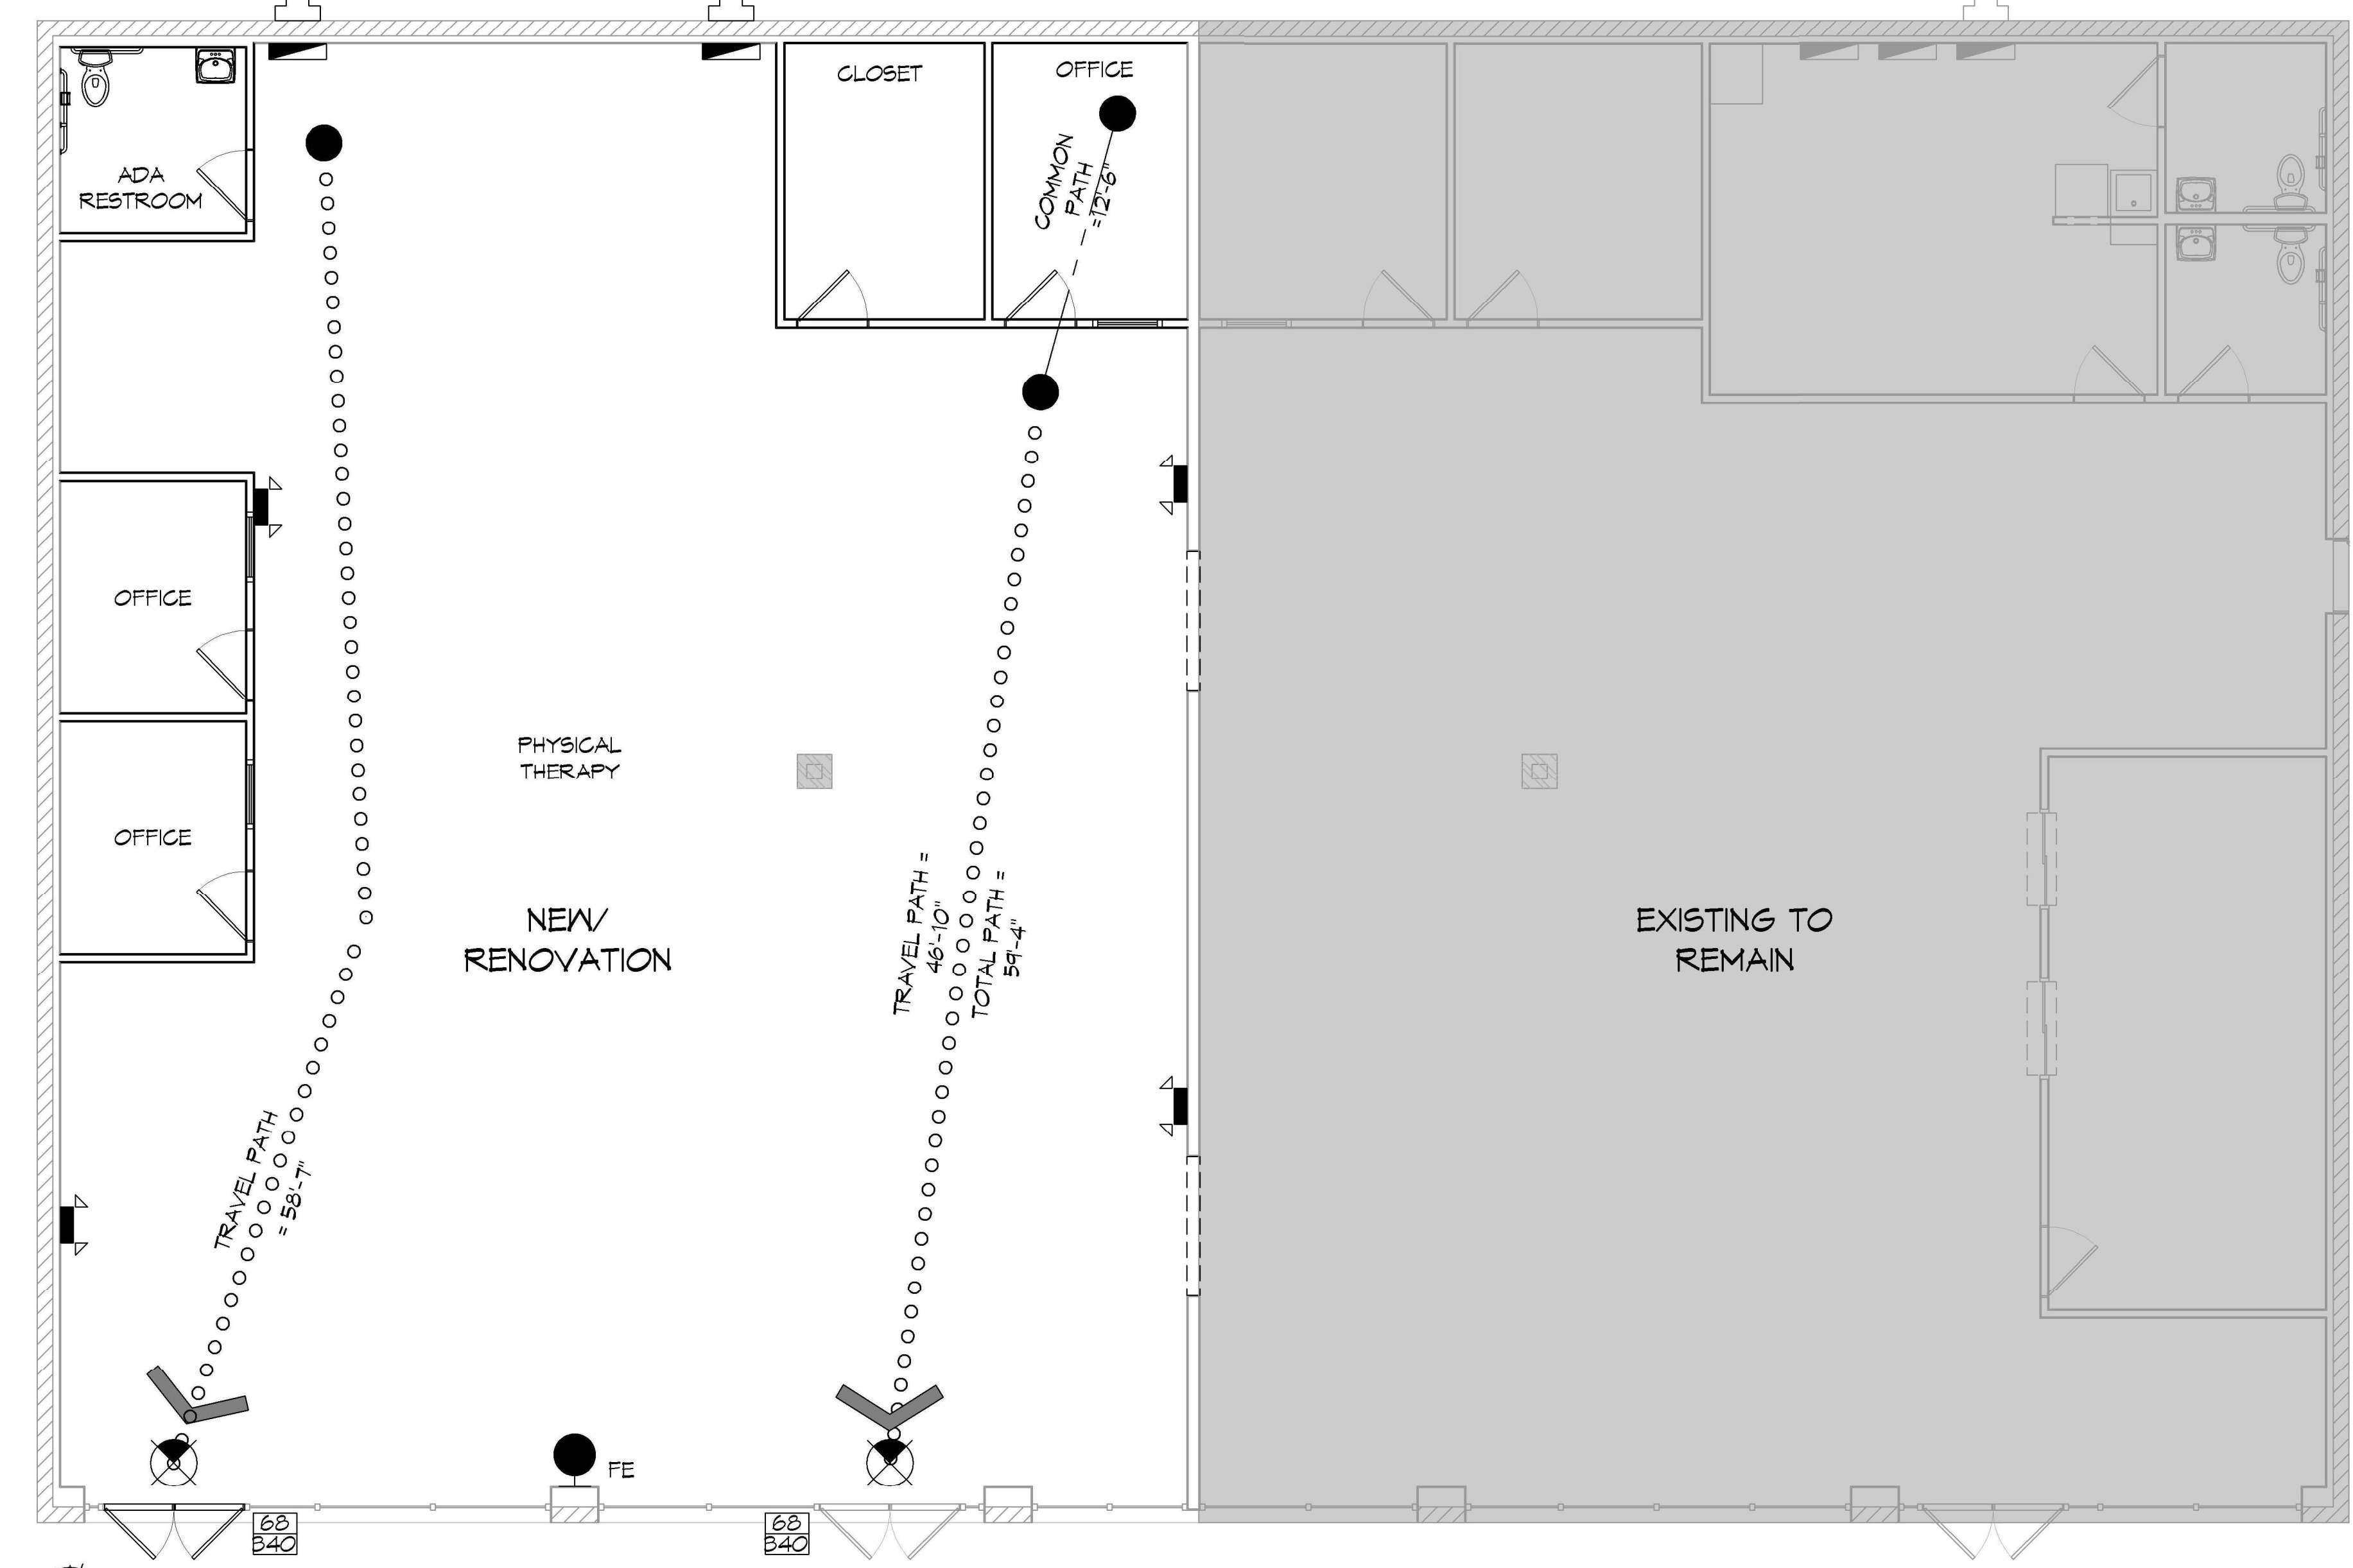 CLOSET
OFFICE
COMMON
PATH
=12'-6"
ADA
RESTROOM
OFFICE
PHYSICAL
THERAPY
OFFICE
NEW/
RENOVATION
TRAVEL PATH =
46'-10"
TOTAL PATH =
59'-4"
EXISTING TO
REMAIN
TRAVEL PATH
= 58'-7"
FE
68
340
68
340